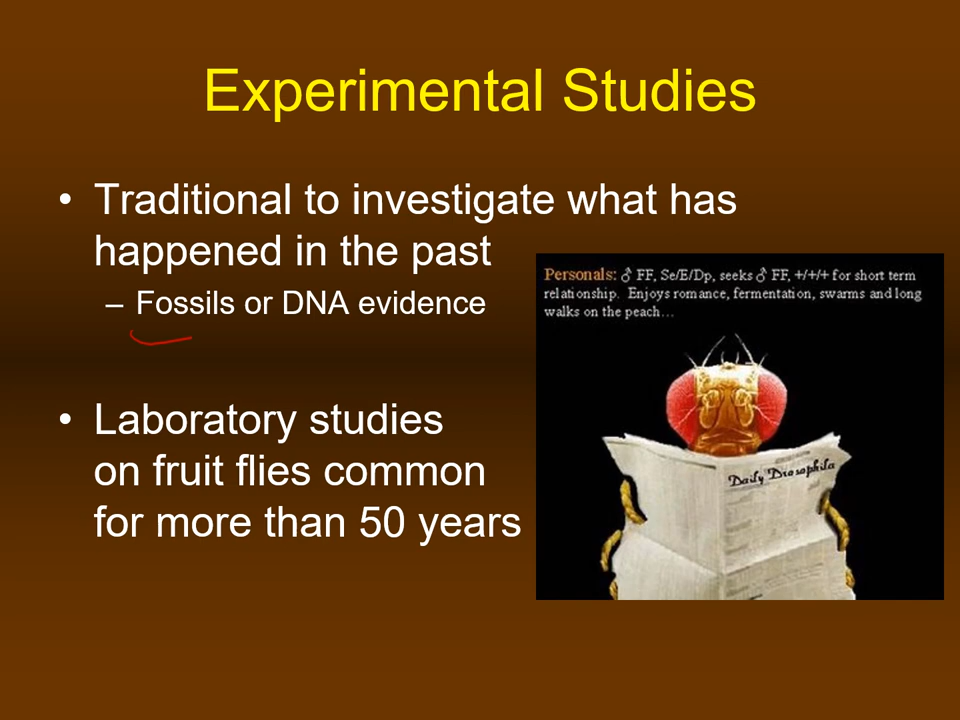 Experimental Studies
• Traditional to investigate what has
happened in the past
– Fossils or DNA evidence
Personals: ♂ FF, Se/E/Dp, seeks ♂ FF, +/+/+ for short term
relationship. Enjoys romance, fermentation, swarms and long
walks on the peach...
• Laboratory studies
on fruit flies common
for more than 50 years
Daily Drosophila